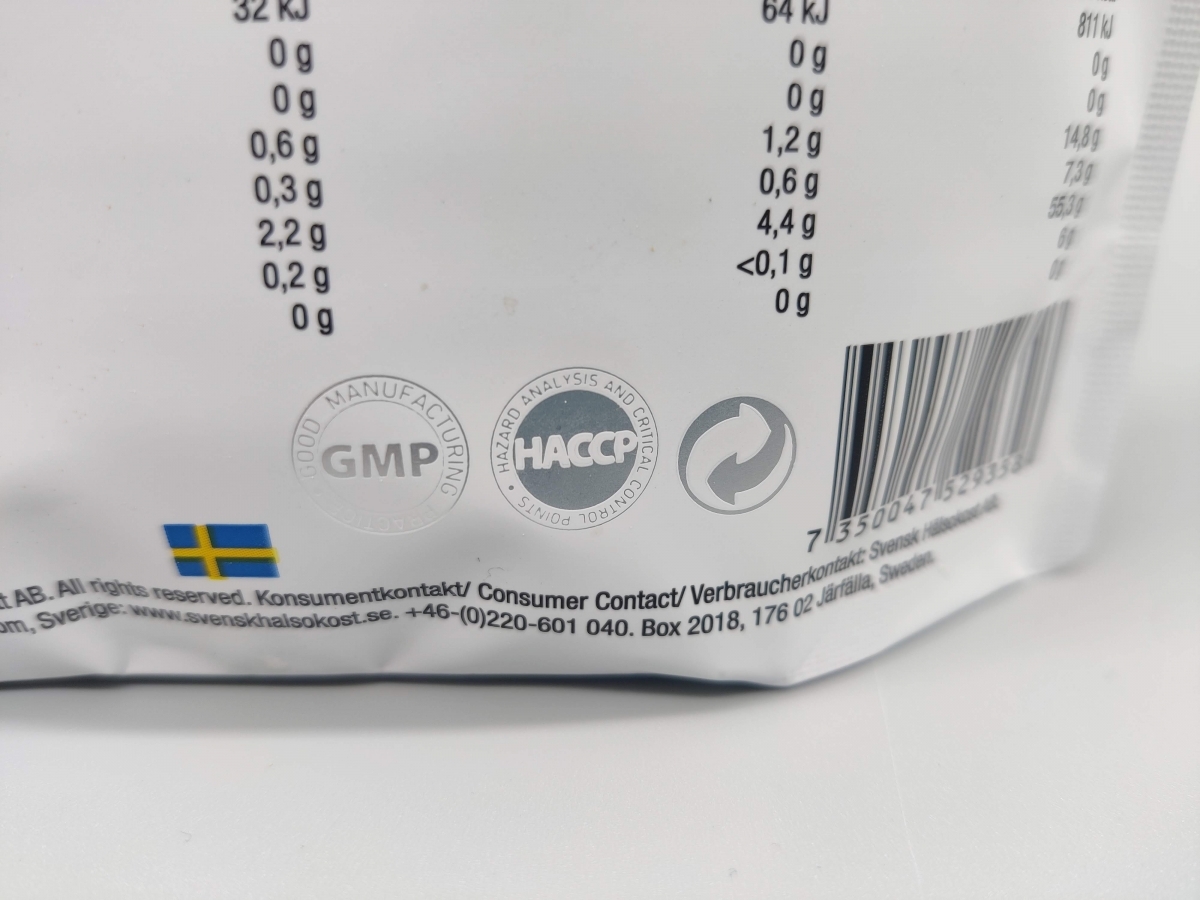 32 kJ 64 kJ 811 kJ
0 g 0 g 0g
0 g 0 g 0g
0,6 g 1,2 g 14,8 g
0,3 g 0,6 g 7,3 g
2,2 g 4,4 g 55,3 g
0,2 g <0,1 g
0 g 0 g
GOOD MANUFACTURING
GMP
HAZARD ANALYSIS AND CRITICAL CONTROL POINTS •
HACCP
7 350047
AB. All rights reserved. Konsumentkontakt/ Consumer Contact/ Verbraucherkontakt: Svensk Hälsokost AB,
Sverige: www.svenskhalsokost.se. +46-(0)220-601 040. Box 2018, 176 02 Järfälla, Sweden.